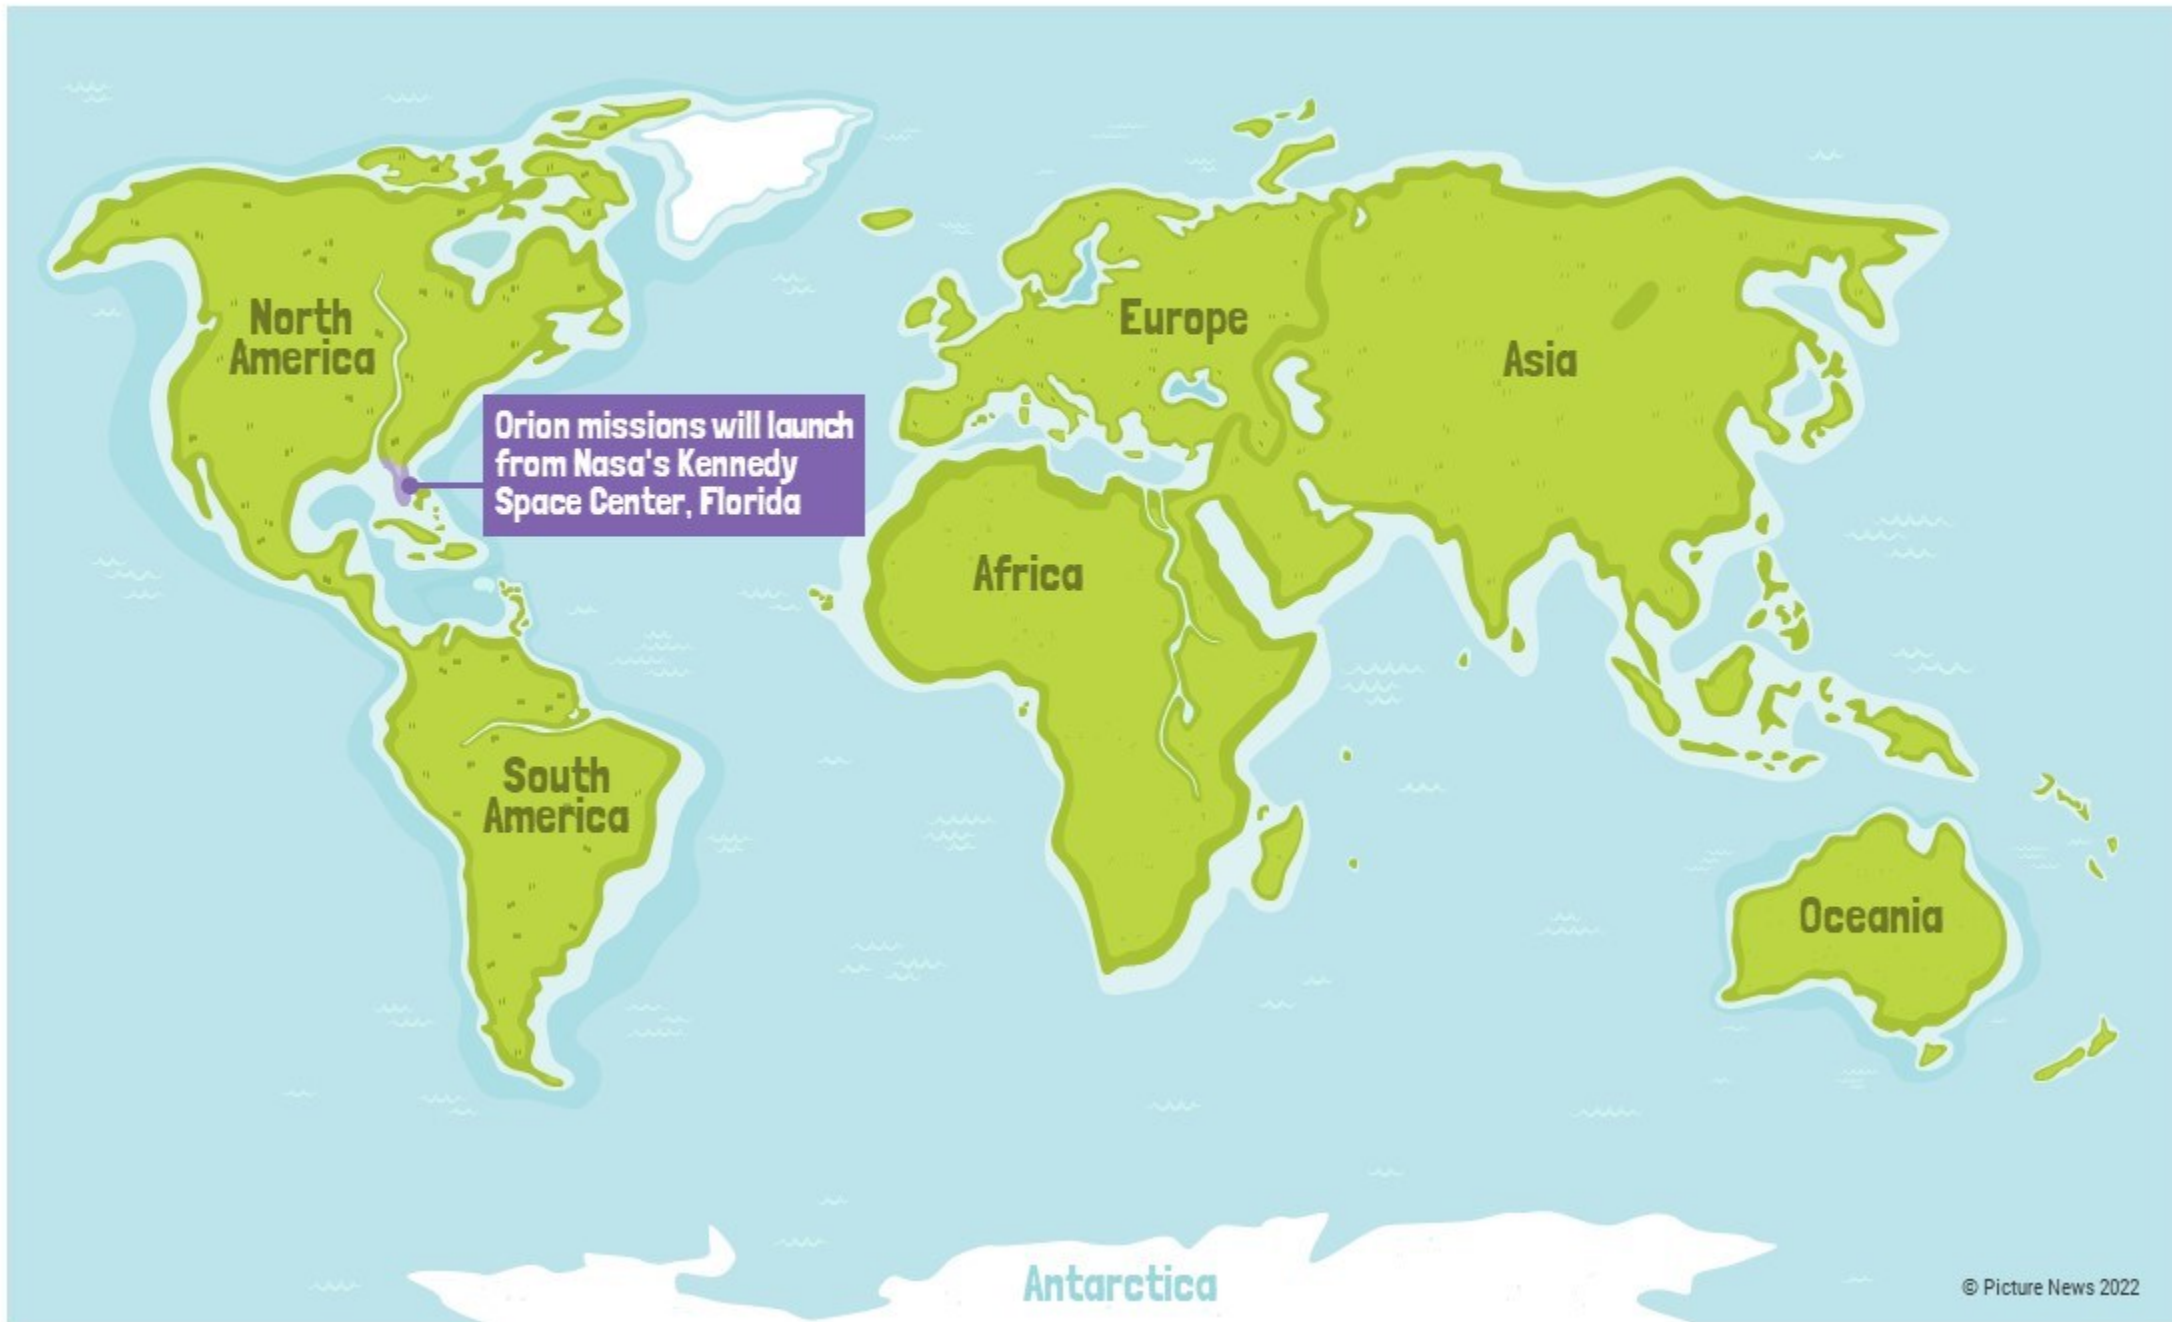 North
America
Europe
Asia
Orion missions will launch
from Nasa's Kennedy
Space Center, Florida
Africa
South
America
Oceania
Antarctica
© Picture News 2022